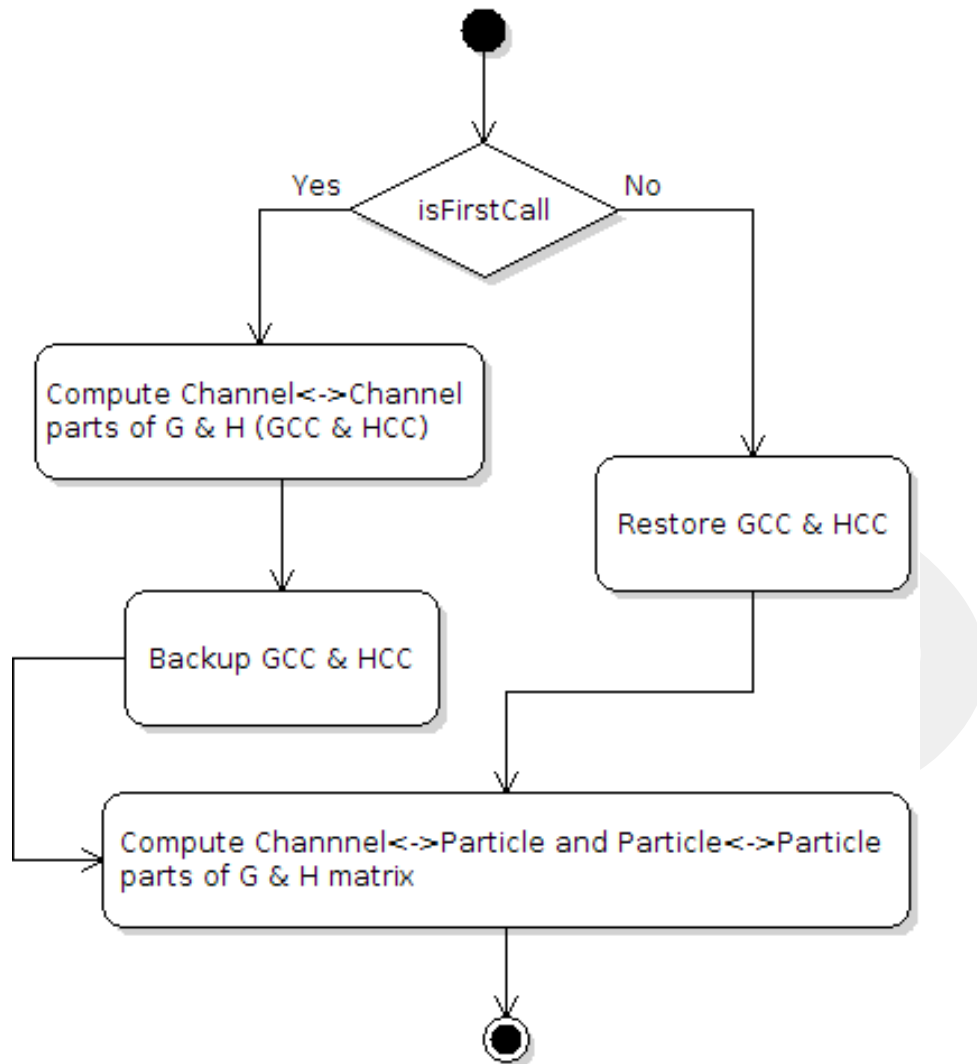 Yes
No
isFirstCall
Compute Channel<->Channel
parts of G & H (GCC & HCC)
Restore GCC & HCC
Backup GCC & HCC
Compute Channnel<->Particle and Particle<->Particle
parts of G & H matrix